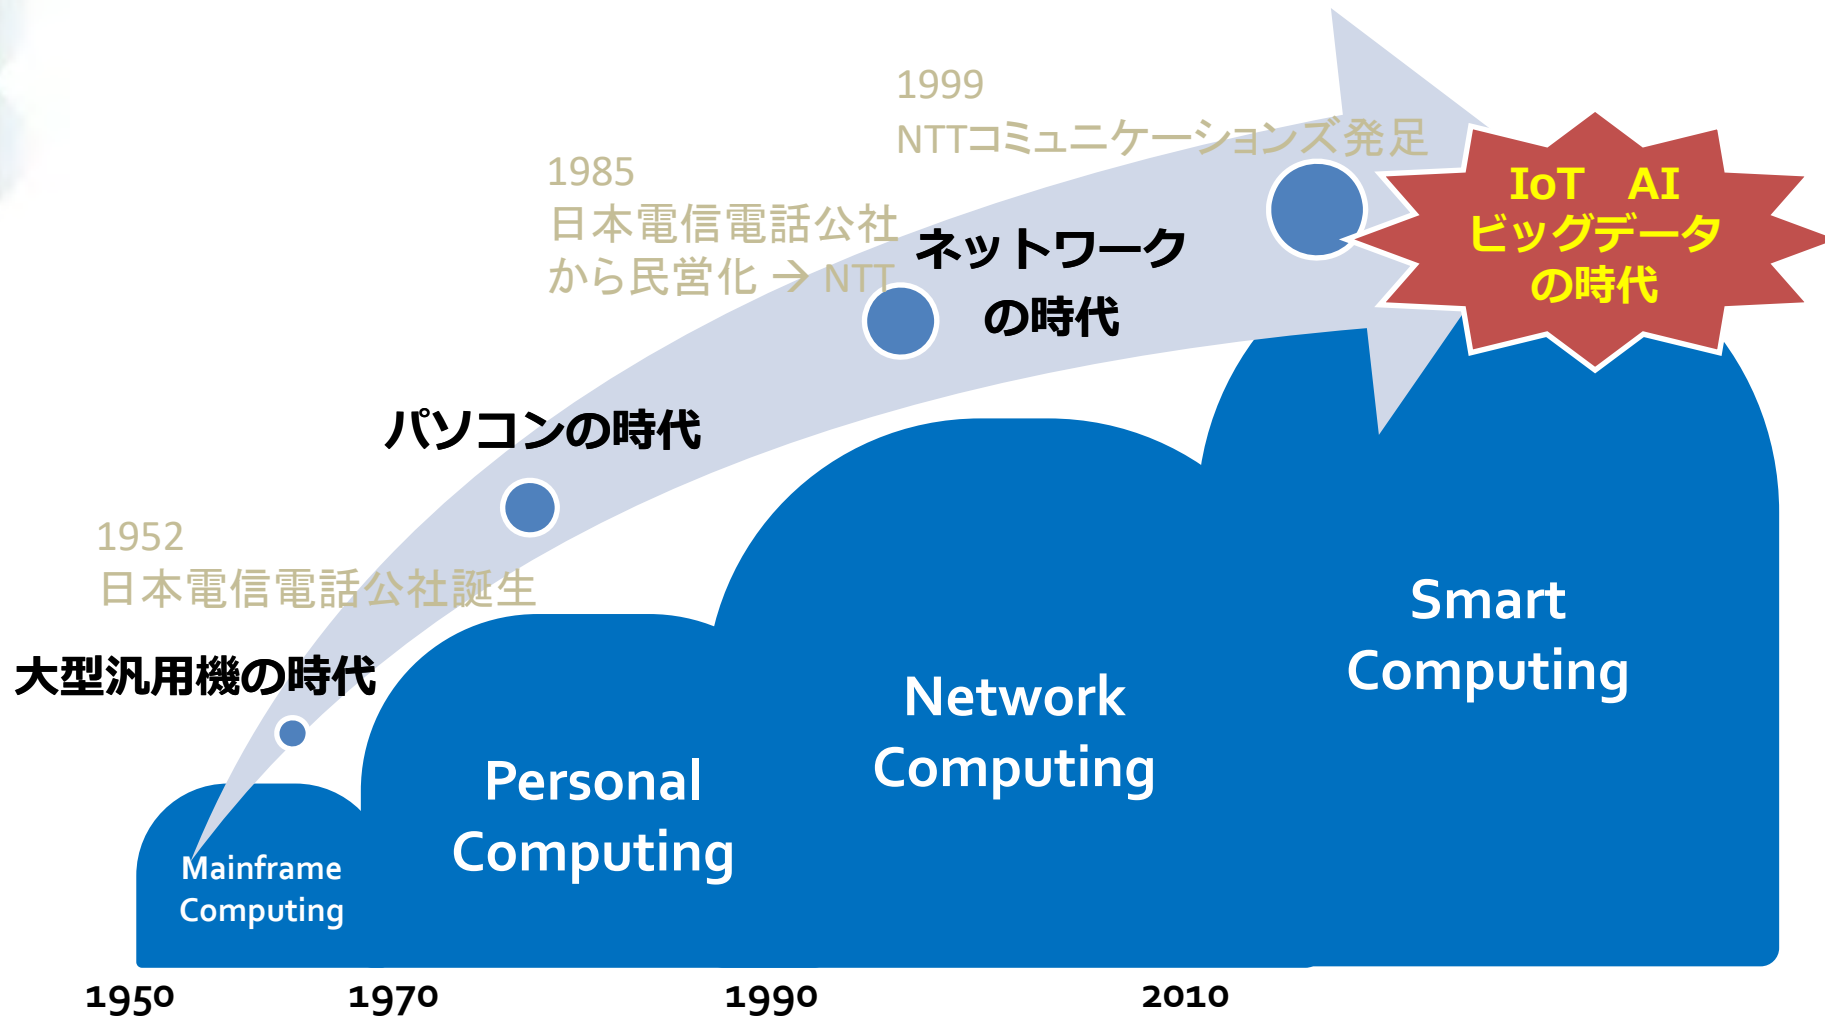 1999
NTTコミュニケーションズ発足
1985
日本電信電話公社
から民営化 → NTT
IoT　AI
ビッグデータ
の時代
ネットワーク
の時代
パソコンの時代
1952
日本電信電話公社誕生
大型汎用機の時代
Mainframe
Computing
Personal
Computing
Network
Computing
Smart
Computing
1950
1970
1990
2010